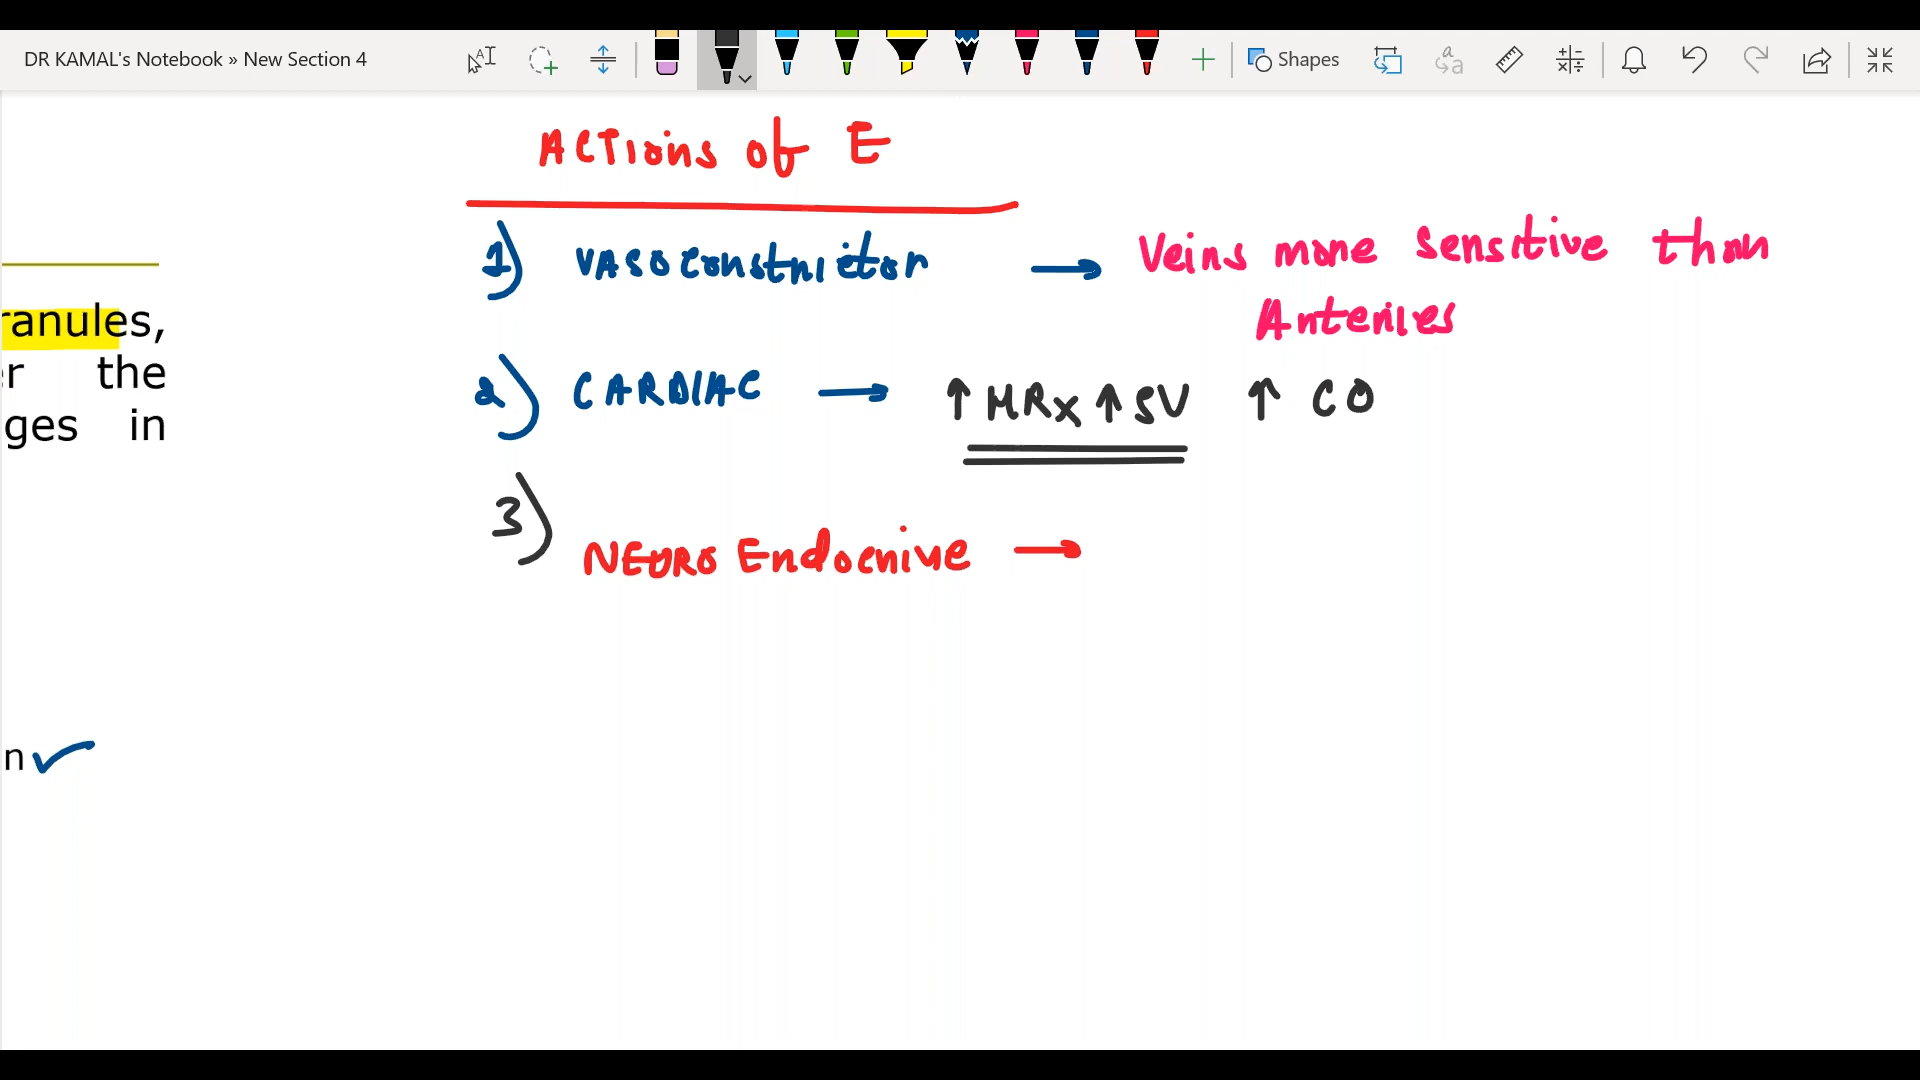 DR KAMAL's Notebook » New Section 4
Shapes
ACTions of E
1) VASOconstrictor → Veins more sensitive than
Arteries
ranules,
r the
2) CARDIAC → ↑ HR x ↑ SV ↑ CO
ges in
3)
NEURO Endocrine →
n ✓